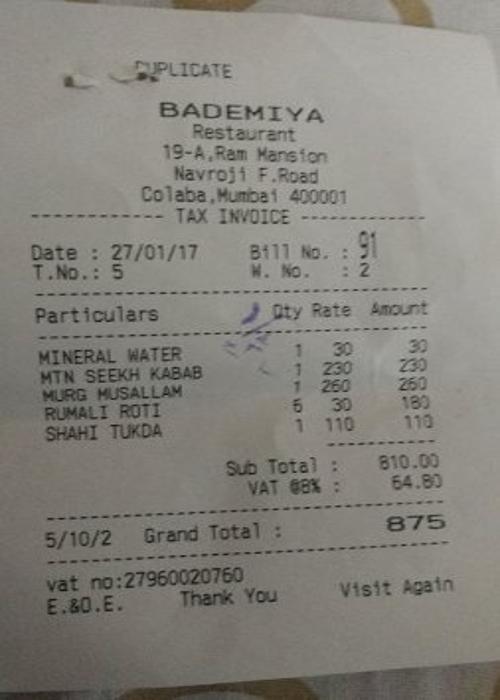 DUPLICATE
BADEMIYA
Restaurant
19-A,Ram Mansion
Navroji F.Road
Colaba,Mumbai 400001
------------ TAX INVOICE ------------
Date : 27/01/17 Bill No. : 91
T.No.: 5 W. No. : 2
Particulars Qty Rate Amount
MINERAL WATER 1 30 30
MTN SEEKH KABAB 1 230 230
MURG MUSALLAM 1 260 260
RUMALI ROTI 6 30 180
SHAHI TUKDA 1 110 110
Sub Total : 810.00
VAT @8% : 64.80
5/10/2 Grand Total : 875
vat no:27960020760
E.&O.E. Thank You Visit Again